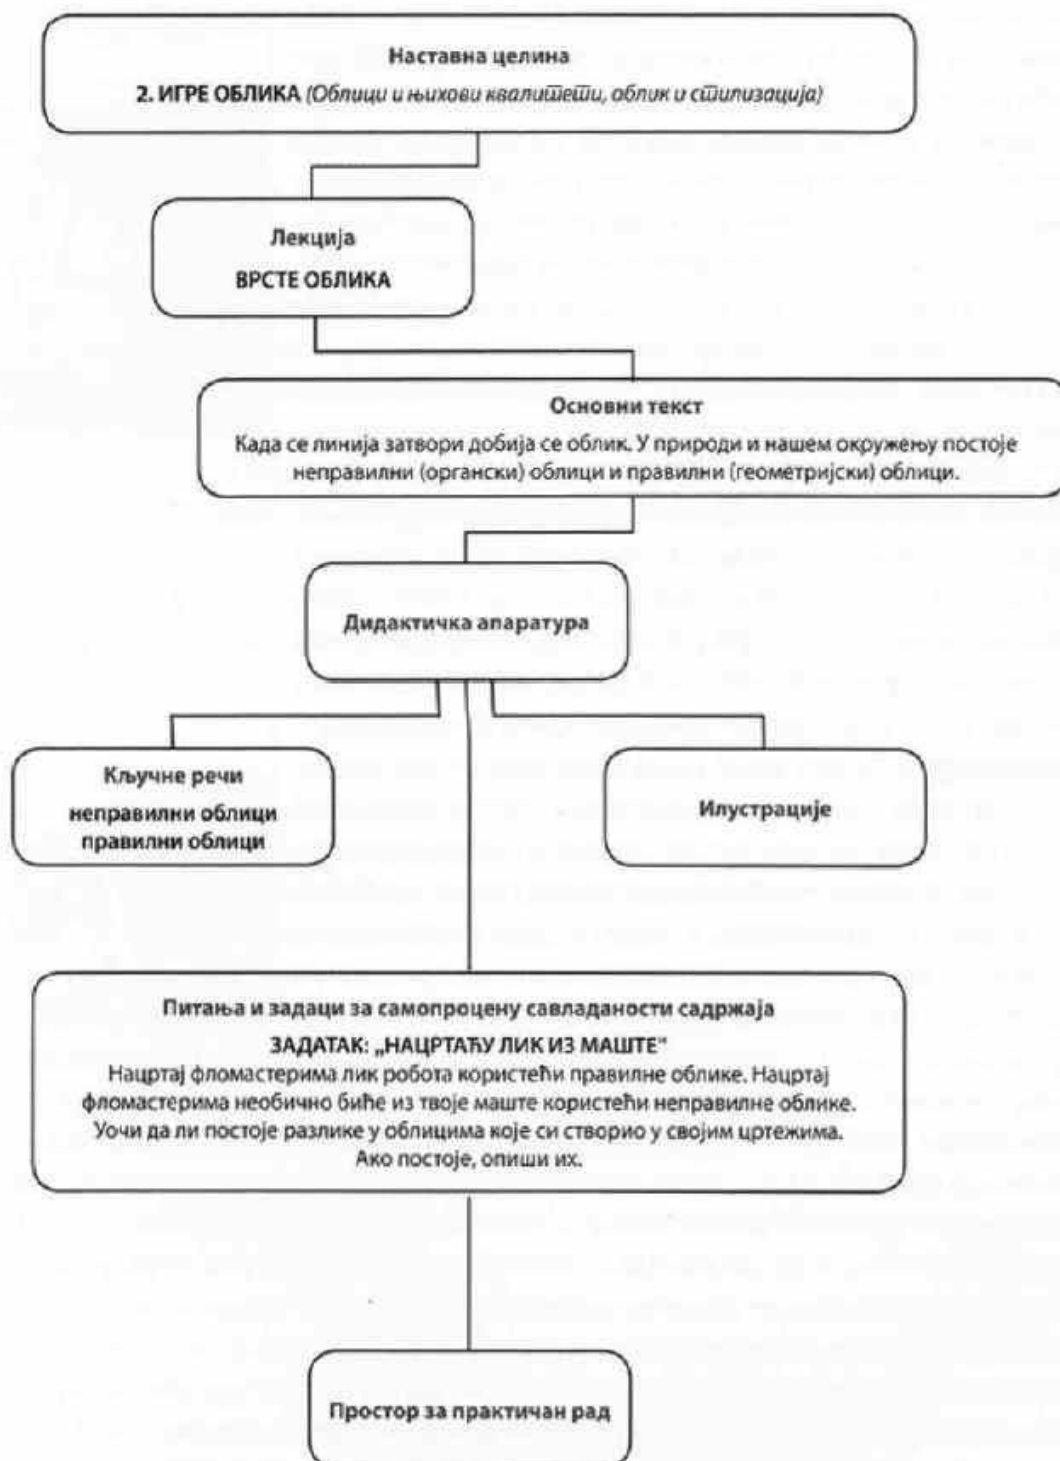 Наставна целина
2. ИГРЕ ОБЛИКА (Облици и њихови квалитети, облик и стилизација)
Лекција
ВРСТЕ ОБЛИКА
Основни текст
Када се линија затвори добија се облик. У природи и нашем окружењу постоје
неправилни (органски) облици и правилни (геометријски) облици.
Дидактичка апаратура
Кључне речи
неправилни облици
правилни облици
Илустрације
Питања и задаци за самопроцену савладаности садржаја
ЗАДАТАК: „НАЦРТАЋУ ЛИК ИЗ МАШТЕ“
Нацртај фломастерима лик робота користећи правилне облике. Нацртај
фломастерима необично биће из твоје маште користећи неправилне облике.
Уочи да ли постоје разлике у облицима које си створио у својим цртежима.
Ако постоје, опиши их.
Простор за практичан рад